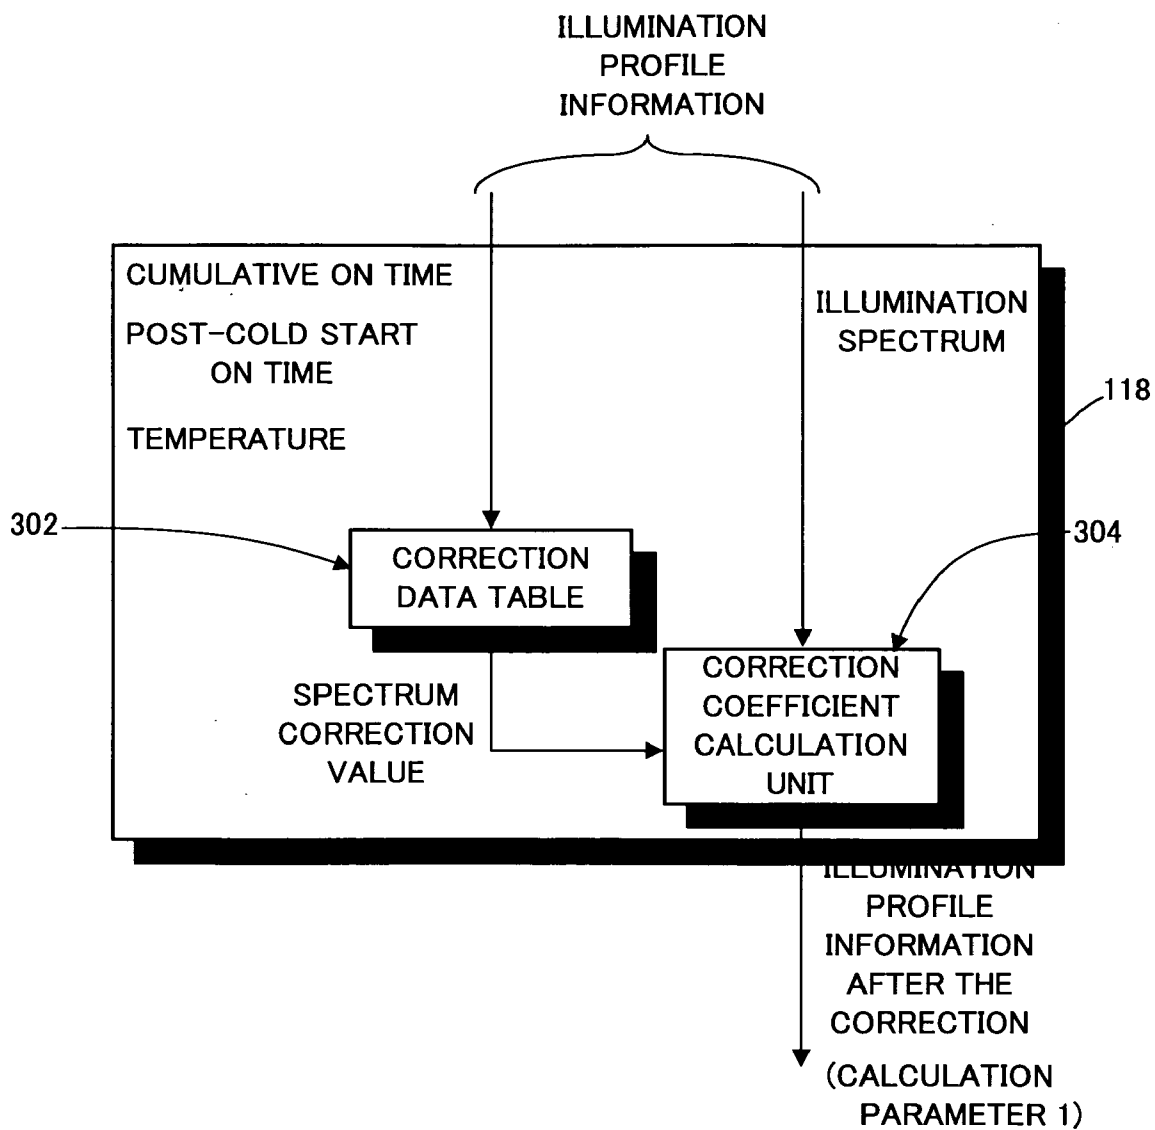 ILLUMINATION
PROFILE
INFORMATION
CUMULATIVE ON TIME
POST-COLD START
ON TIME
TEMPERATURE
ILLUMINATION
SPECTRUM
118
302
304
CORRECTION
DATA TABLE
SPECTRUM
CORRECTION
VALUE
CORRECTION
COEFFICIENT
CALCULATION
UNIT
ILLUMINATION
PROFILE
INFORMATION
AFTER THE
CORRECTION
(CALCULATION
PARAMETER 1)